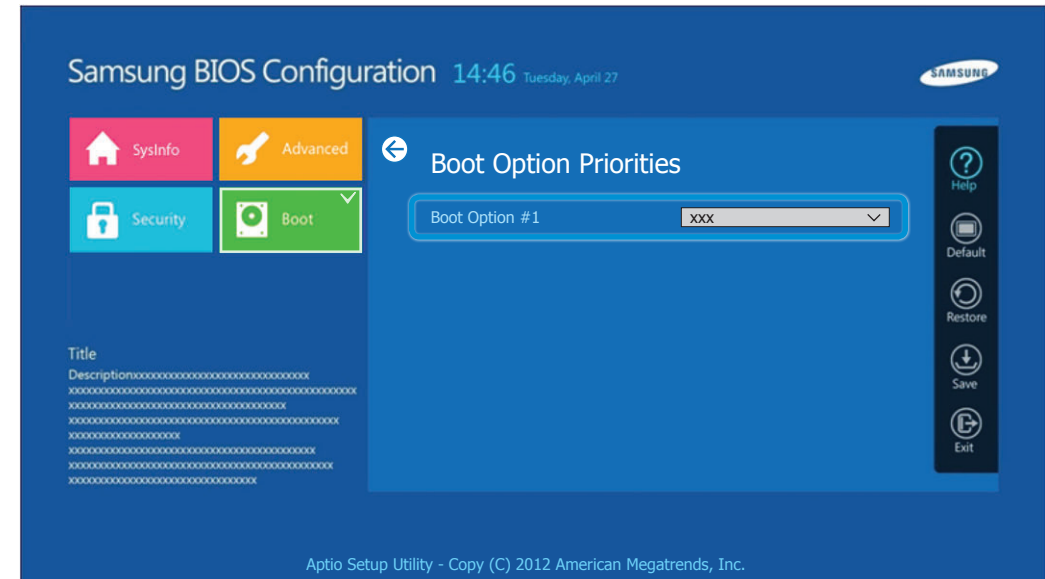 Samsung BIOS Configuration 14:46 Tuesday, April 27
SAMSUNG
SysInfo
Advanced
Security
Boot
Boot Option Priorities
Boot Option #1 xxx
Help
Default
Restore
Save
Exit
Title
Descriptionxxxxxxxxxxxxxxxxxxxxxxxxxxxxxx
Aptio Setup Utility - Copy (C) 2012 American Megatrends, Inc.